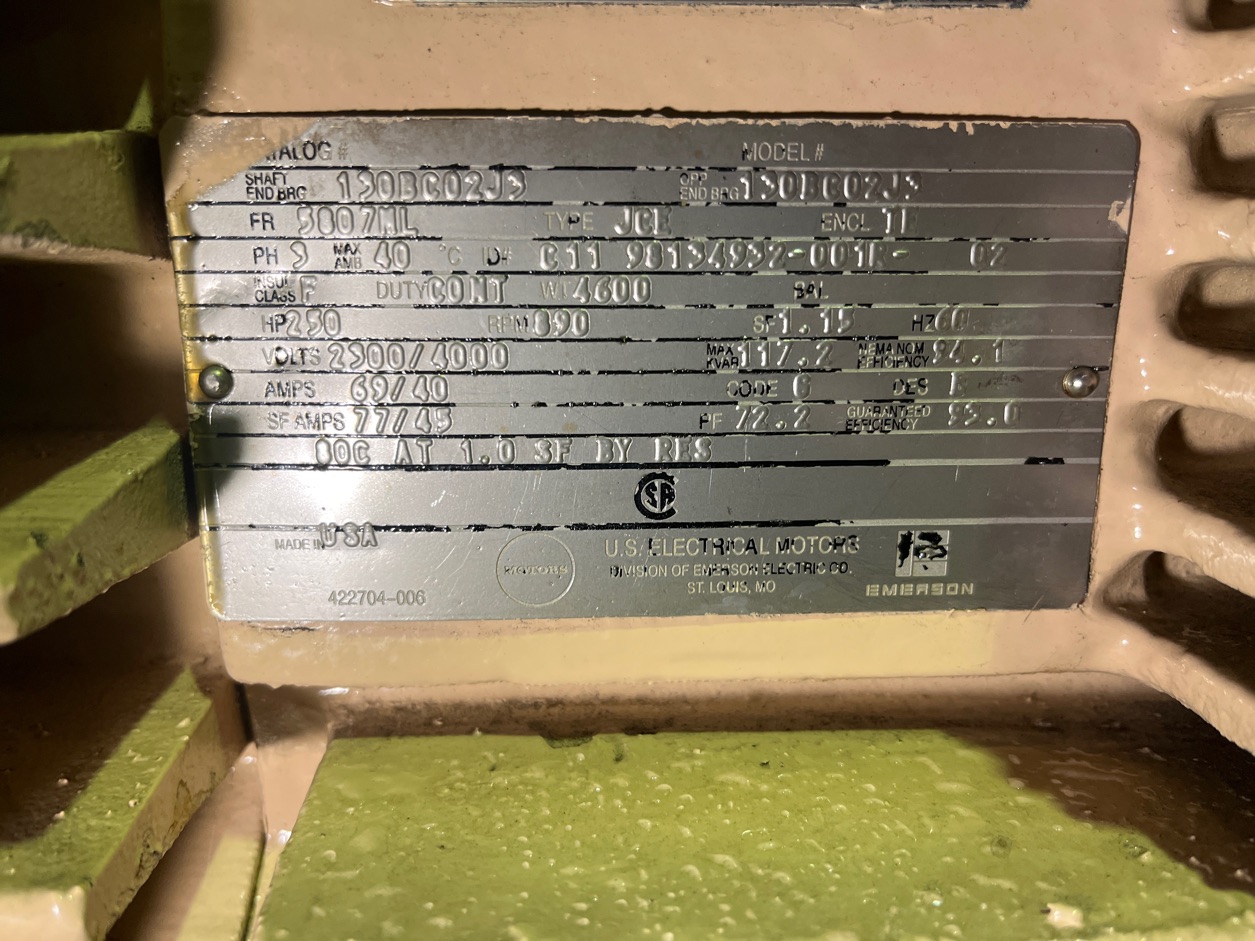 CATALOG # MODEL #
SHAFT END BRG 130BC02J3 OPP END BRG 130BC02J3
FR 5807ML TYPE JCE ENCL TE
PH 3 MAX AMB 40 °C ID# C11 98134932-001R- 02
INSUL CLASS F DUTY CONT WT 4600 BAL
HP 250 RPM 890 SF 1.15 HZ 60
VOLTS 2300/4000 MAX KVAR 117.2 NEMA NOM EFFICIENCY 94.1
AMPS 69/40 CODE G DES
SF AMPS 77/45 PF 72.2 GUARANTEED EFFICIENCY 93.0
80C AT 1.0 SF BY RES
CSA
MADE IN USA
MOTORS
U.S. ELECTRICAL MOTORS
DIVISION OF EMERSON ELECTRIC CO.
ST. LOUIS, MO
EMERSON
422704-006